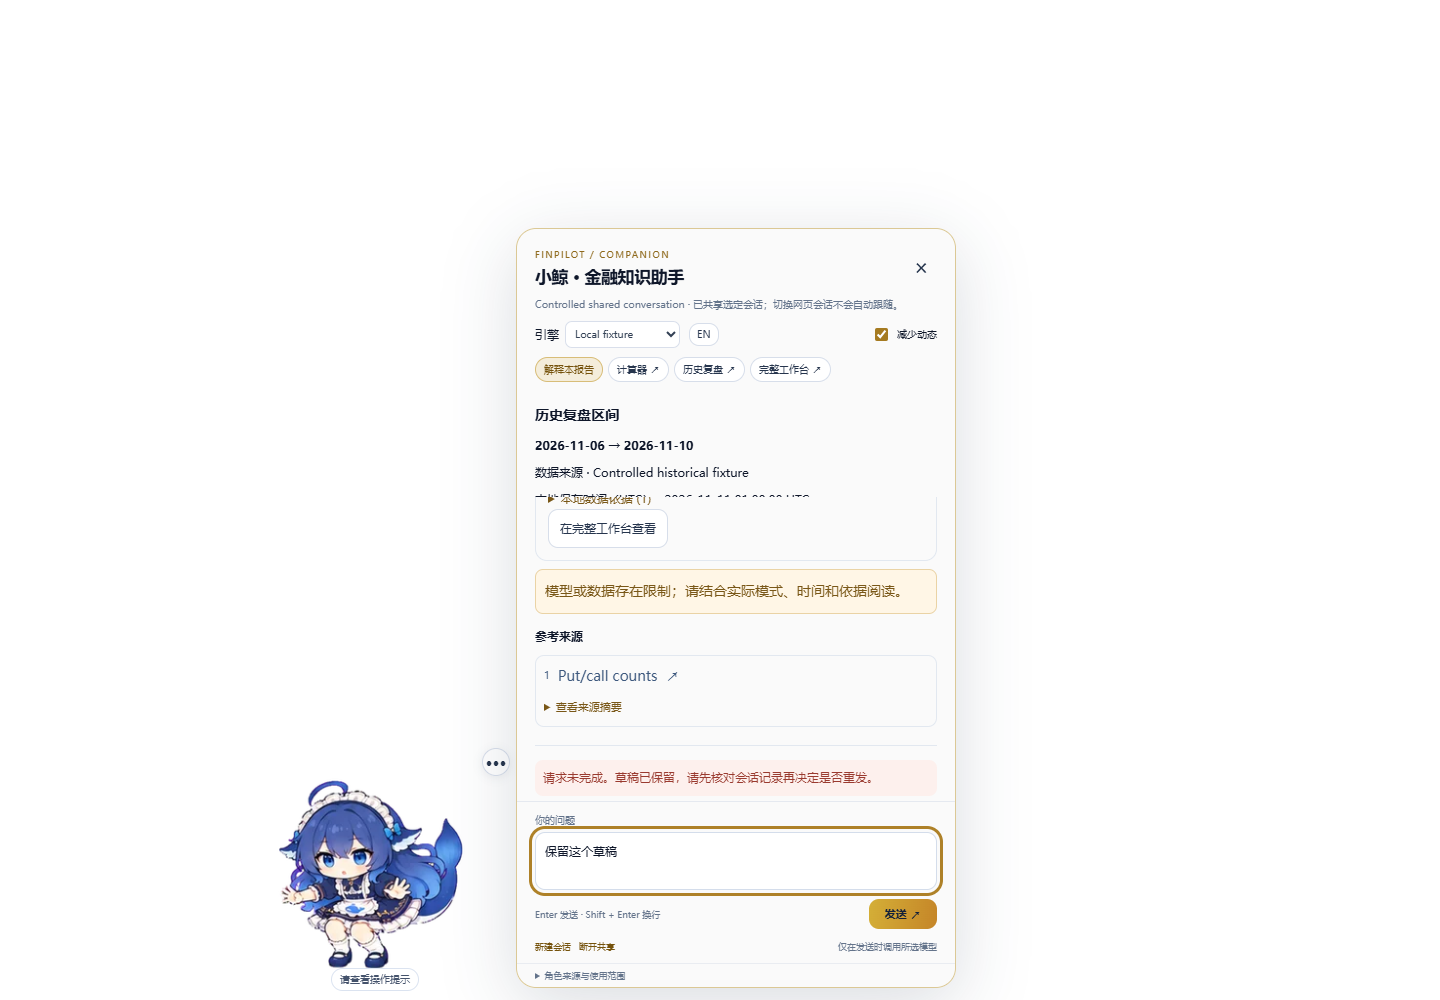 FINPILOT / COMPANION
小鲸 • 金融知识助手
Controlled shared conversation · 已共享选定会话；切换网页会话不会自动跟随。
引擎 Local fixture EN 减少动态
解释本报告 计算器 ↗ 历史复盘 ↗ 完整工作台 ↗
历史复盘区间
2026-11-06 → 2026-11-10
数据来源 · Controlled historical fixture
本地数据依据 (1)
在完整工作台查看
模型或数据存在限制；请结合实际模式、时间和依据阅读。
参考来源
1 Put/call counts ↗
查看来源摘要
请求未完成。草稿已保留，请先核对会话记录再决定是否重发。
你的问题
保留这个草稿
Enter 发送 · Shift + Enter 换行
发送 ↗
新建会话 断开共享 仅在发送时调用所选模型
角色来源与使用范围
请查看操作提示